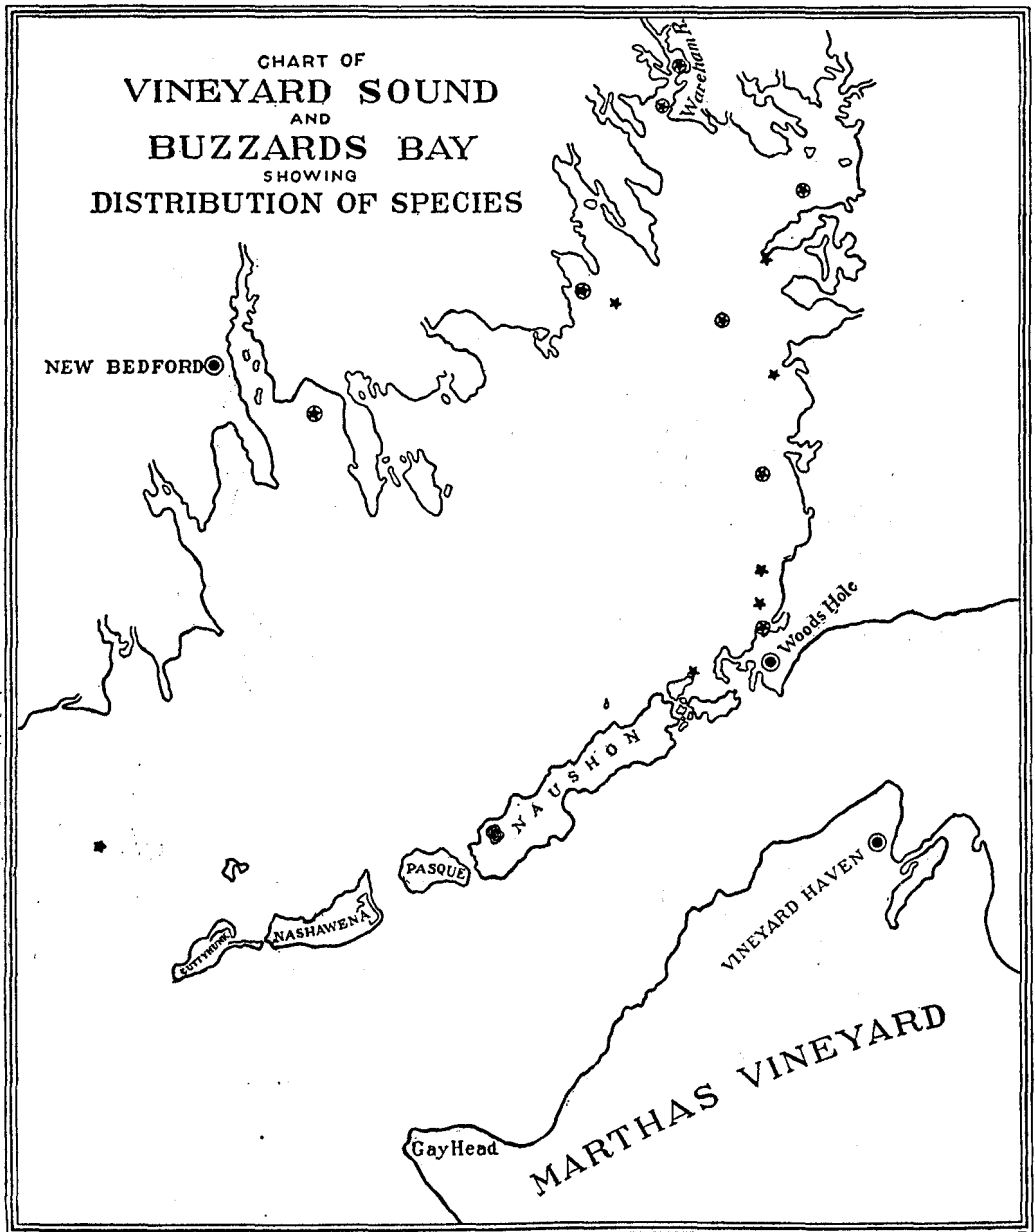 CHART OF
VINEYARD SOUND
AND
BUZZARDS BAY
SHOWING
DISTRIBUTION OF SPECIES
Wareham R.
NEW BEDFORD
Woods Hole
NAUSHON
PASQUE
NASHAWENA
CUTTYHUNK
VINEYARD HAVEN
MARTHAS VINEYARD
Gay Head